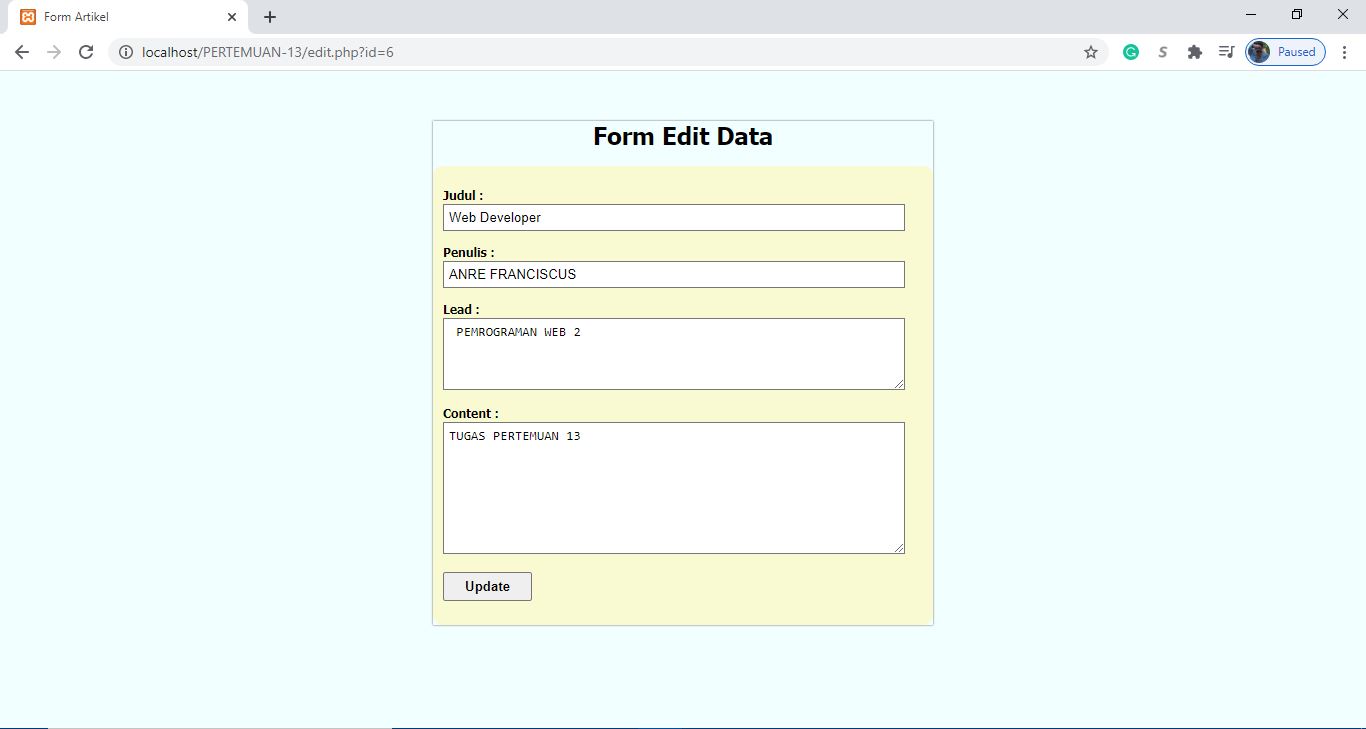 Form Artikel
localhost/PERTEMUAN-13/edit.php?id=6
Paused
Form Edit Data
Judul :
Web Developer
Penulis :
ANRE FRANCISCUS
Lead :
PEMROGRAMAN WEB 2
Content :
TUGAS PERTEMUAN 13
Update